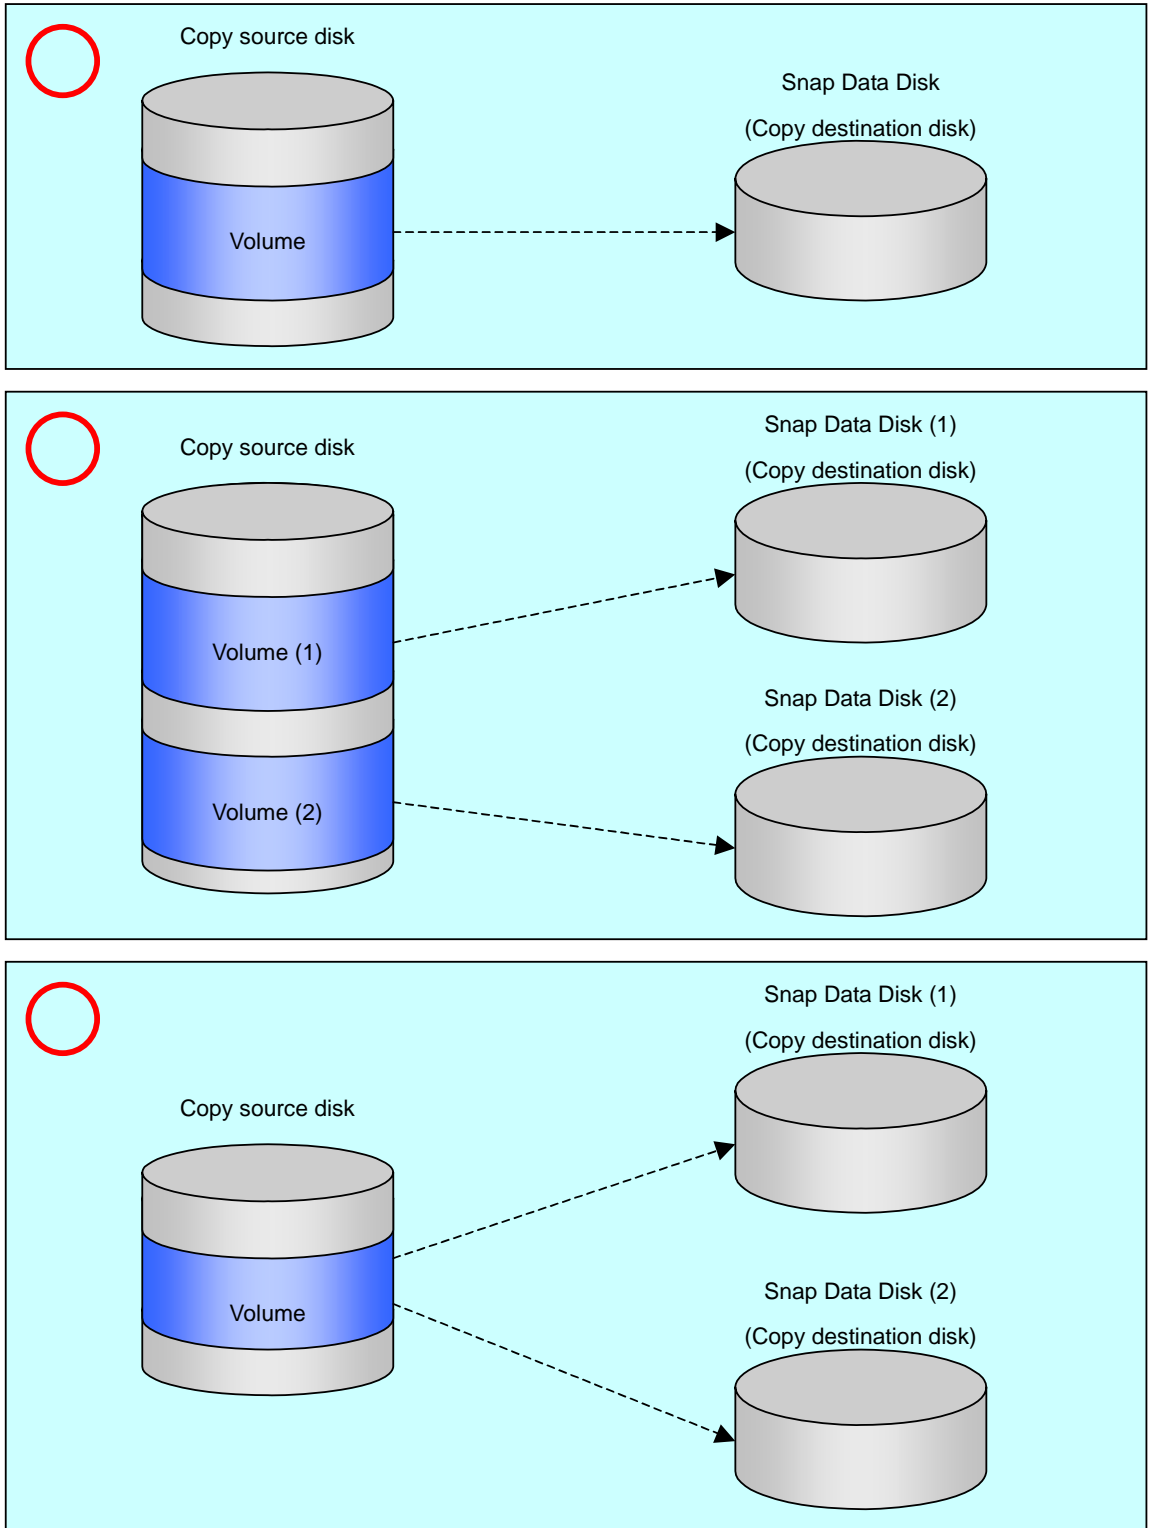 Copy source disk
Snap Data Disk
(Copy destination disk)
Volume
Snap Data Disk (1)
Copy source disk
(Copy destination disk)
Volume (1)
Snap Data Disk (2)
(Copy destination disk)
Volume (2)
Snap Data Disk (1)
(Copy destination disk)
Copy source disk
Snap Data Disk (2)
Volume
(Copy destination disk)